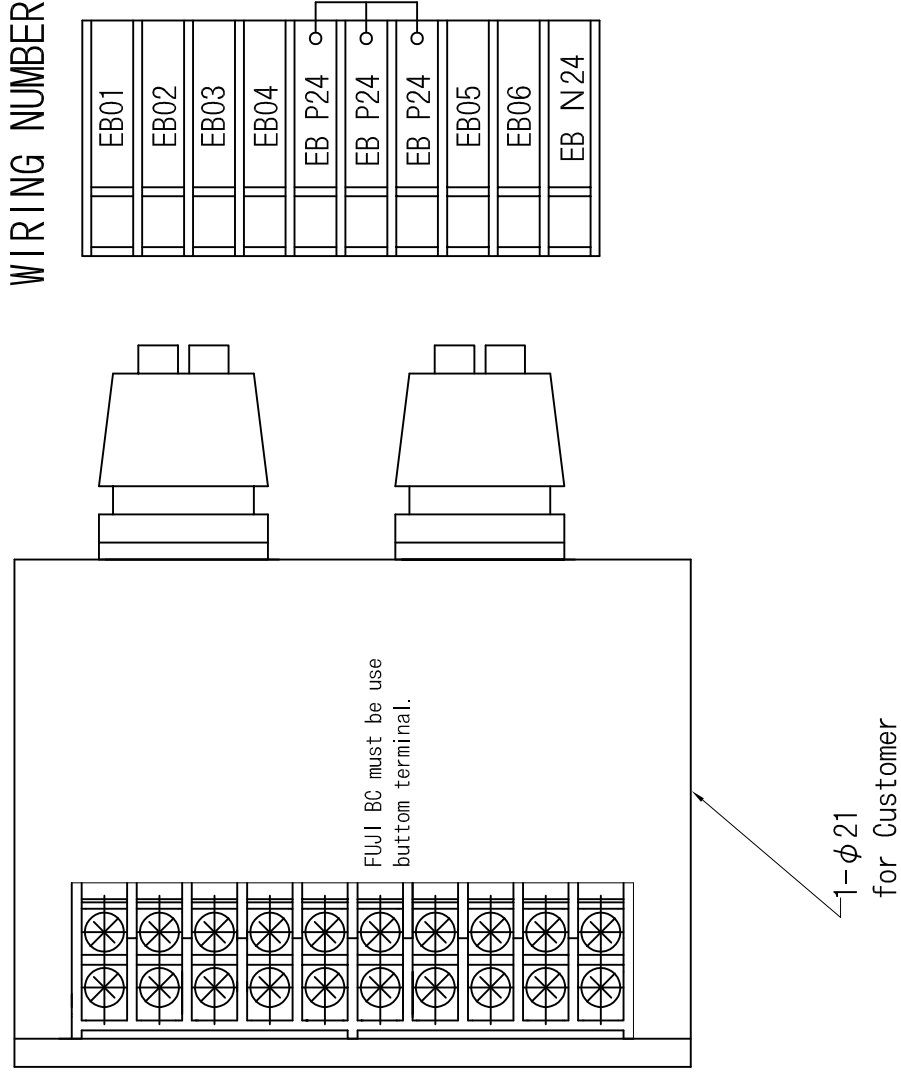 WIRING NUMBER
EB01
EB02
EB03
EB04
EB P24
EB P24
EB P24
EB05
EB06
EB N24
FUJI BC must be use
buttom terminal.
1-φ21
for Customer